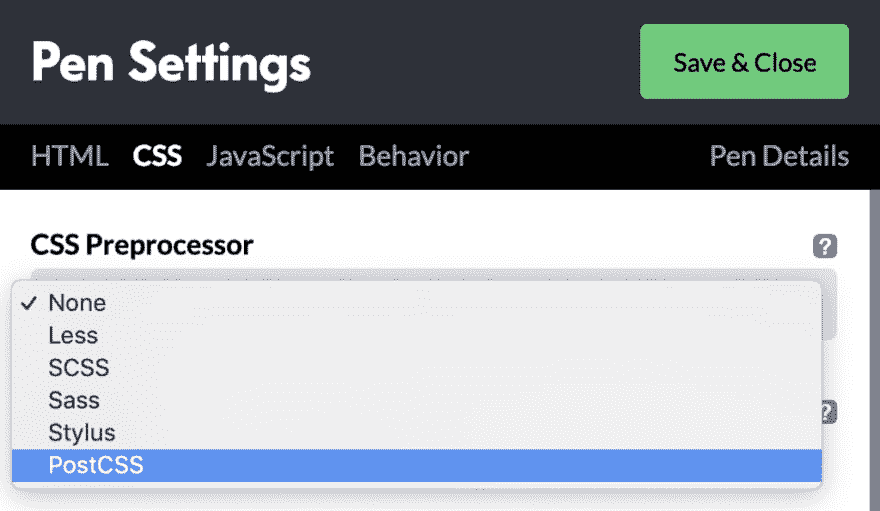 Pen Settings
Save & Close
HTML CSS JavaScript Behavior Pen Details
CSS Preprocessor ?
✓ None
Less
SCSS
Sass
?
Stylus
PostCSS